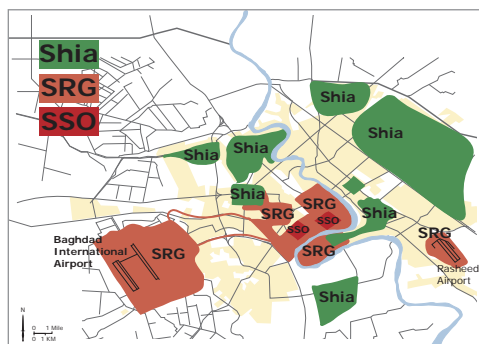 Shia
SRG
SSO
Shia
Shia
Shia
Shia
Shia
SRG
SRG
SSO
SSO
Shia
SRG
SRG
Baghdad
International
Airport
SRG
Rasheed
Airport
Shia
N
0 1 Mile
0 1 KM